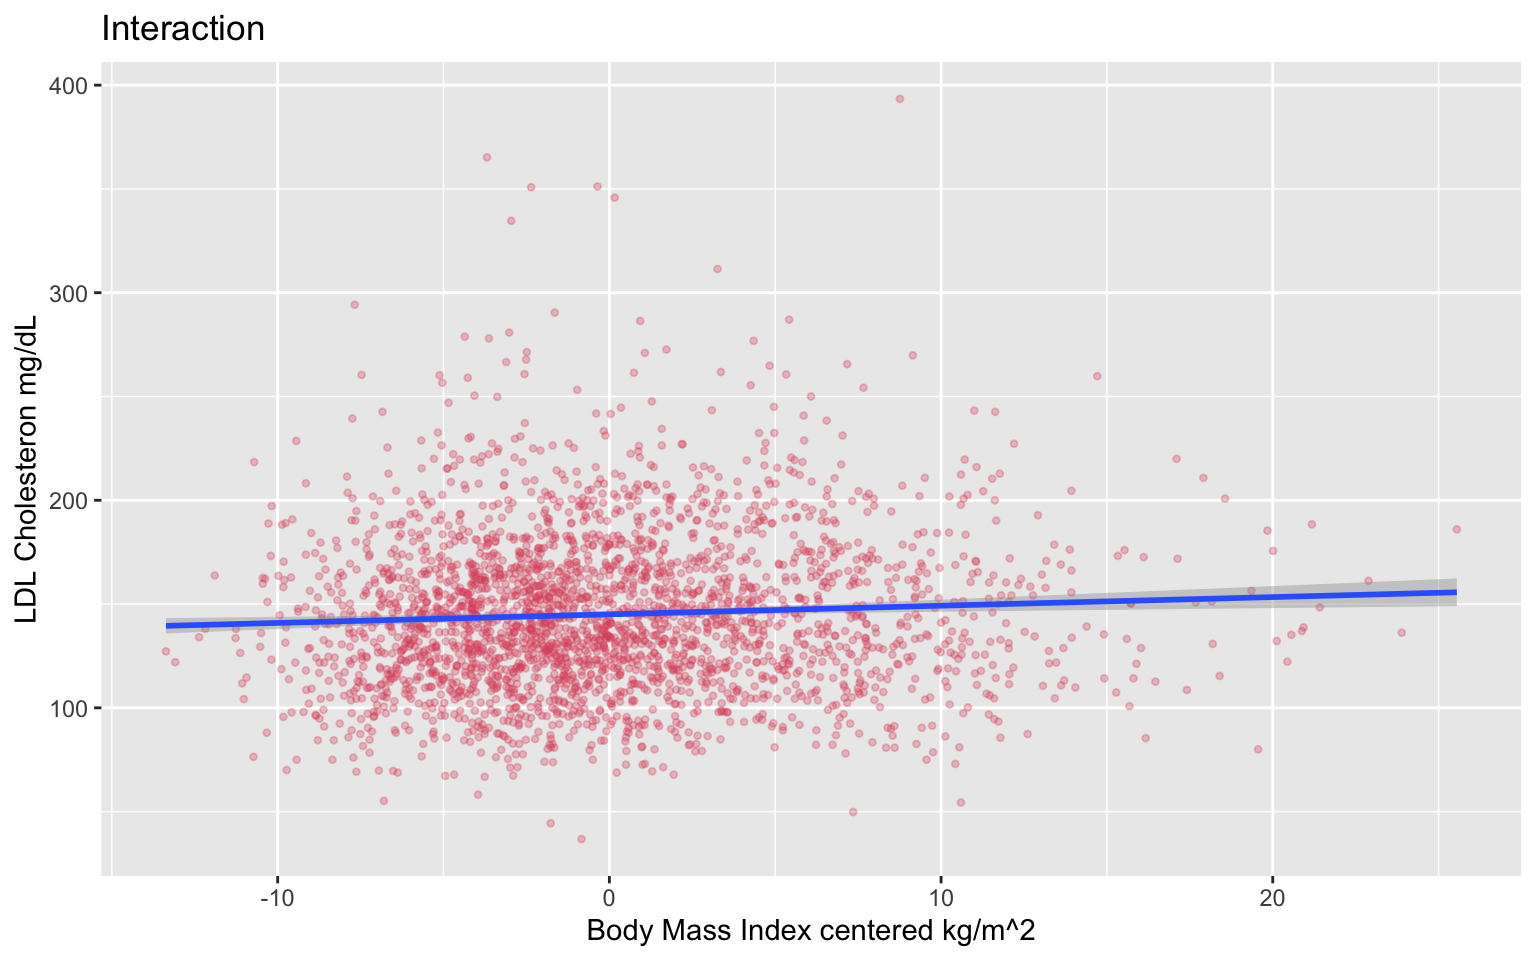 Interaction
400
300
200
100
LDL Cholesteron mg/dL
-10
0
10
20
Body Mass Index centered kg/m^2